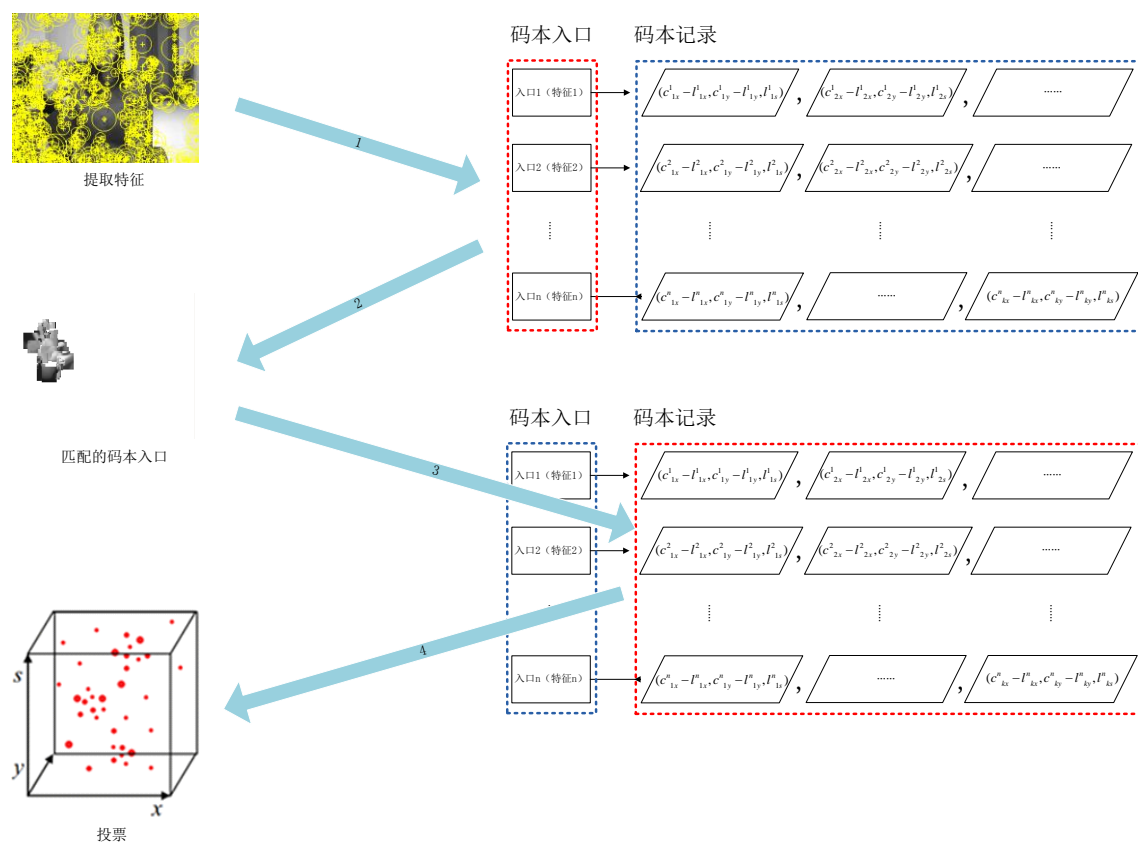 码本入口 码本记录
入口1（特征1） (c¹₁ₓ−l¹₁ₓ,c¹₁ᵧ−l¹₁ᵧ,l¹₁ₛ) , (c¹₂ₓ−l¹₂ₓ,c¹₂ᵧ−l¹₂ᵧ,l¹₂ₛ) , ······
1
提取特征
入口2（特征2） (c²₁ₓ−l²₁ₓ,c²₁ᵧ−l²₁ᵧ,l²₁ₛ) , (c²₂ₓ−l²₂ₓ,c²₂ᵧ−l²₂ᵧ,l²₂ₛ) , ······
······ ······ ······ ······
2
入口n（特征n） (cⁿ₁ₓ−lⁿ₁ₓ,cⁿ₁ᵧ−lⁿ₁ᵧ,lⁿ₁ₛ) , ······ , (cⁿₖₓ−lⁿₖₓ,cⁿₖᵧ−lⁿₖᵧ,lⁿₖₛ)
匹配的码本入口
码本入口 码本记录
3
入口1（特征1） (c¹₁ₓ−l¹₁ₓ,c¹₁ᵧ−l¹₁ᵧ,l¹₁ₛ) , (c¹₂ₓ−l¹₂ₓ,c¹₂ᵧ−l¹₂ᵧ,l¹₂ₛ) , ······
入口2（特征2） (c²₁ₓ−l²₁ₓ,c²₁ᵧ−l²₁ᵧ,l²₁ₛ) , (c²₂ₓ−l²₂ₓ,c²₂ᵧ−l²₂ᵧ,l²₂ₛ) , ······
······ ······ ······
4
入口n（特征n） (cⁿ₁ₓ−lⁿ₁ₓ,cⁿ₁ᵧ−lⁿ₁ᵧ,lⁿ₁ₛ) , ······ , (cⁿₖₓ−lⁿₖₓ,cⁿₖᵧ−lⁿₖᵧ,lⁿₖₛ)
s
y
x
投票